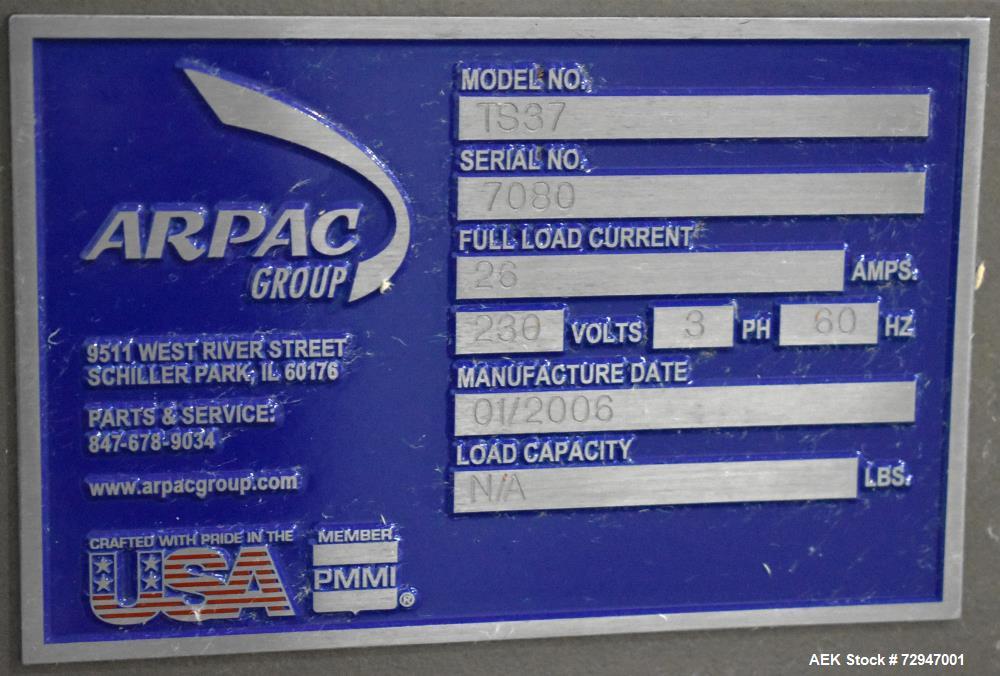 ARPAC
GROUP
9511 WEST RIVER STREET
SCHILLER PARK, IL 60176
PARTS & SERVICE:
847-678-9034
www.arpacgroup.com
CRAFTED WITH PRIDE IN THE
USA
MEMBER
PMMI
®
MODEL NO.
TS37
SERIAL NO.
7080
FULL LOAD CURRENT
26 AMPS.
230 VOLTS 3 PH 60 HZ
MANUFACTURE DATE
01/2006
LOAD CAPACITY
N/A LBS.
AEK Stock # 72947001